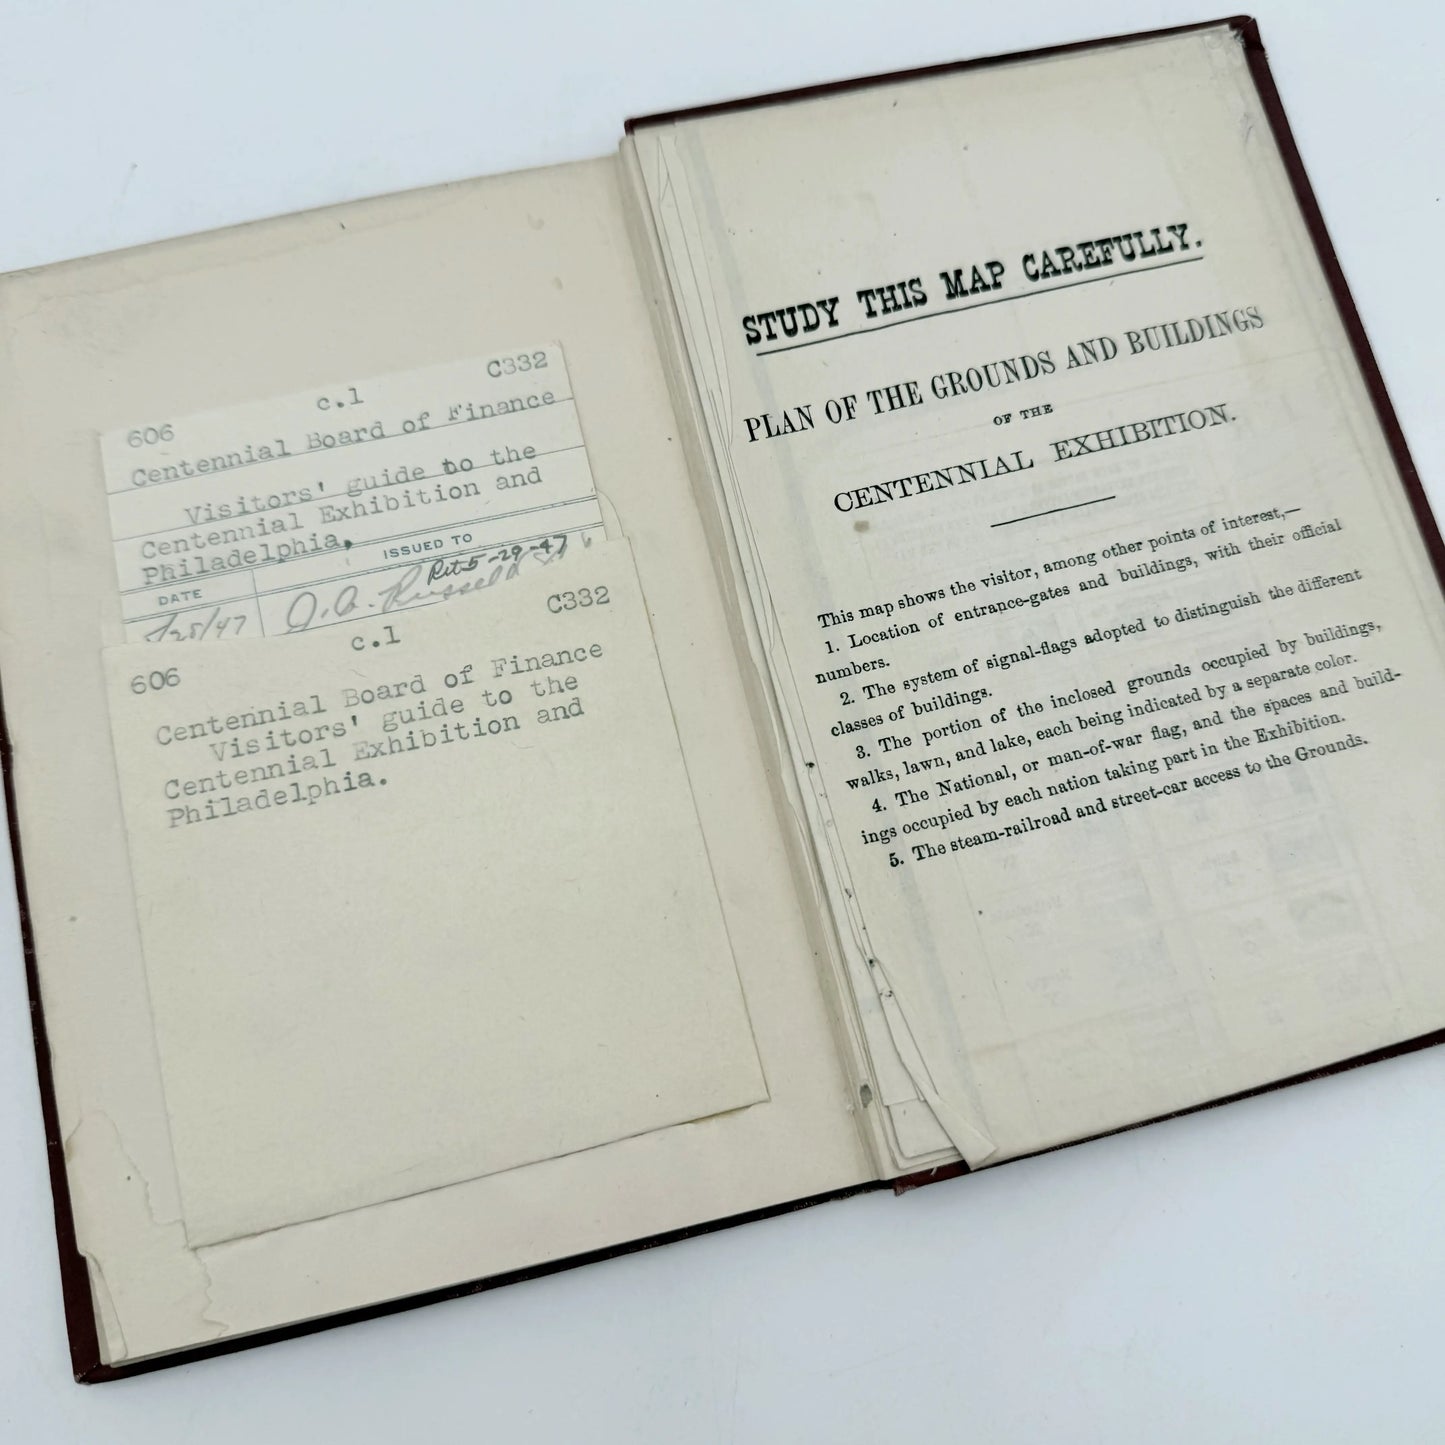 C332
c.1
606
Centennial Board of Finance
Visitors' guide to the
Centennial Exhibition and
Philadelphia.
DATE
ISSUED TO
Ret 5-29-47
/28/47
J. A. Russell
C332
c.1
606
Centennial Board of Finance
Visitors' guide to the
Centennial Exhibition and
Philadelphia.
STUDY THIS MAP CAREFULLY.
PLAN OF THE GROUNDS AND BUILDINGS
OF THE
CENTENNIAL EXHIBITION.
This map shows the visitor, among other points of interest,—
1. Location of entrance-gates and buildings, with their official
numbers.
2. The system of signal-flags adopted to distinguish the different
classes of buildings.
3. The portion of the inclosed grounds occupied by buildings,
walks, lawn, and lake, each being indicated by a separate color.
4. The National, or man-of-war flag, and the spaces and build-
ings occupied by each nation taking part in the Exhibition.
5. The steam-railroad and street-car access to the Grounds.